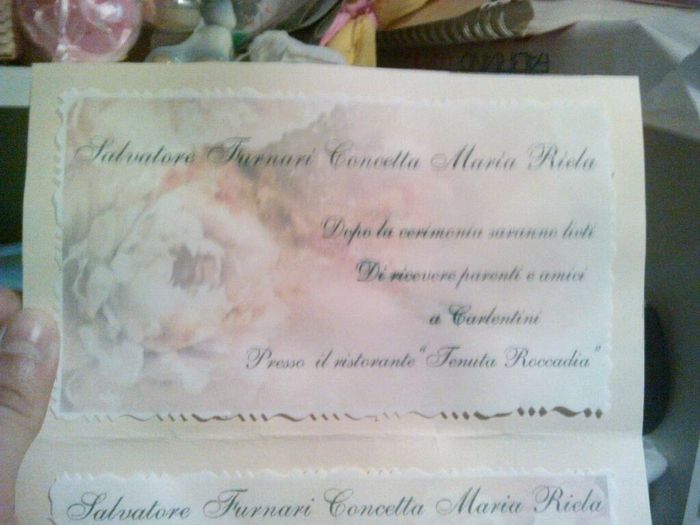 Salvatore Furnari Concetta Maria Riela
Dopo la cerimonia saranno lieti
Di ricevere parenti e amici
a Carlentini
Presso il ristorante "Tenuta Roccadia"
Salvatore Furnari Concetta Maria Riela